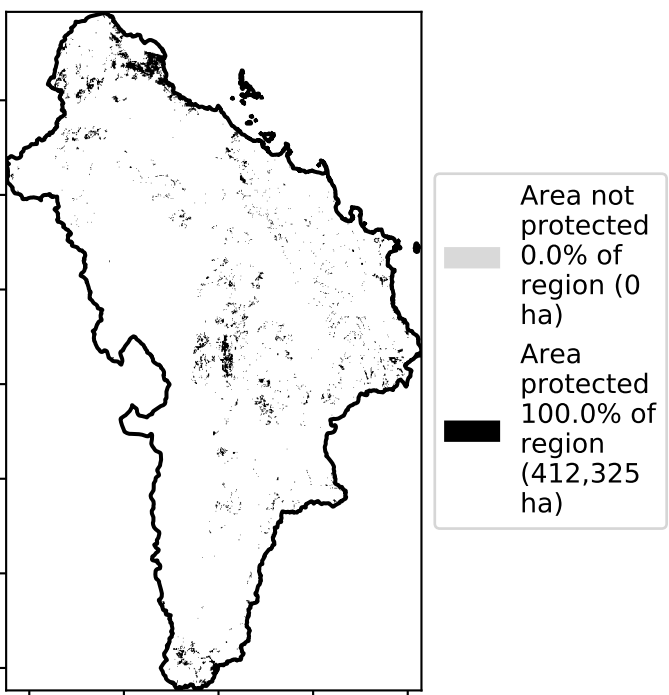 Area not
protected
0.0% of
region (0
ha)
Area
protected
100.0% of
region
(412,325
ha)